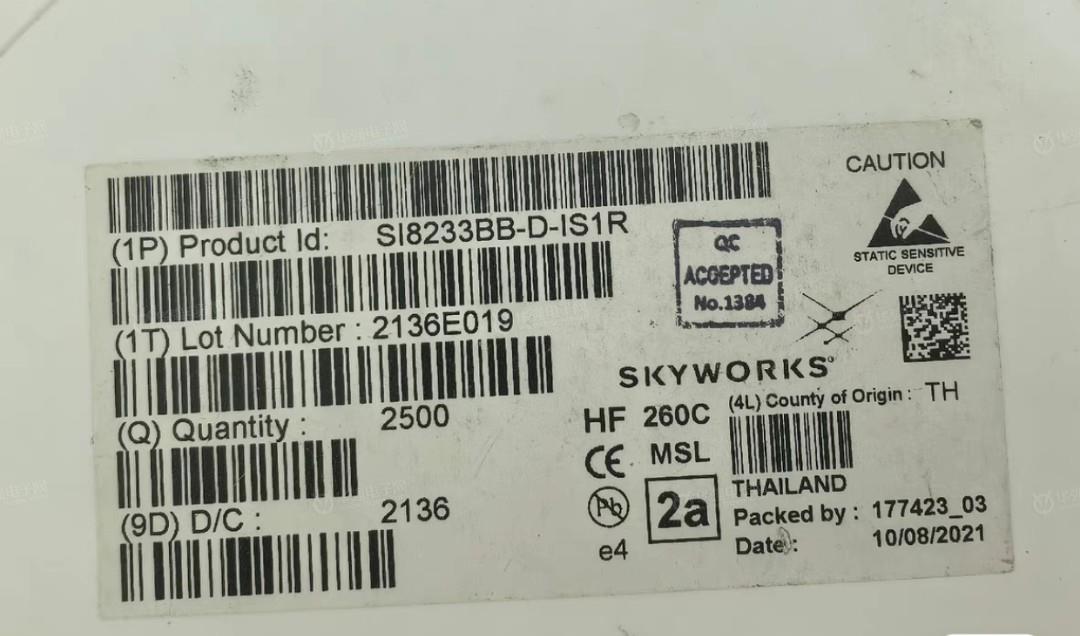 (1P) Product Id: SI8233BB-D-IS1R
(1T) Lot Number : 2136E019
(Q) Quantity : 2500
(9D) D/C : 2136
QC
ACCEPTED
No.1384
CAUTION
STATIC SENSITIVE
DEVICE
SKYWORKS
HF 260C
CE MSL
Pb 2a
e4
(4L) County of Origin : TH
THAILAND
Packed by : 177423_03
Date : 10/08/2021